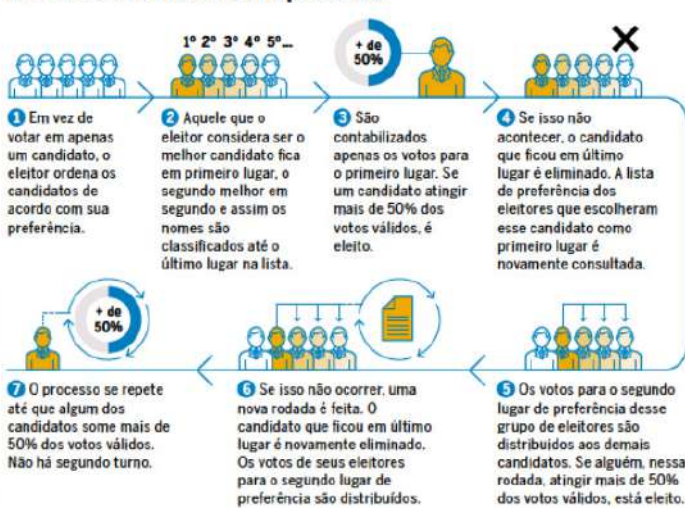 1º 2º 3º 4º 5º...
+ de
50%
1 Em vez de
votar em apenas
um candidato, o
eleitor ordena os
candidatos de
acordo com sua
preferência.
2 Aquele que o
eleitor considera ser o
melhor candidato fica
em primeiro lugar, o
segundo melhor em
segundo e assim os
nomes são
classificados até o
último lugar na lista.
3 São
contabilizados
apenas os votos para
o primeiro lugar. Se
um candidato atingir
mais de 50% dos
votos válidos, é
eleito.
4 Se isso não
acontecer, o candidato
que ficou em último
lugar é eliminado. A lista
de preferência dos
eleitores que escolheram
esse candidato como
primeiro lugar é
novamente consultada.
5 Os votos para o segundo
lugar de preferência desse
grupo de eleitores são
distribuídos aos demais
candidatos. Se alguém, nessa
rodada, atingir mais de 50%
dos votos válidos, está eleito.
6 Se isso não ocorrer, uma
nova rodada é feita. O
candidato que ficou em último
lugar é novamente eliminado.
Os votos de seus eleitores
para o segundo lugar de
preferência são distribuídos.
+ de
50%
7 O processo se repete
até que algum dos
candidatos some mais de
50% dos votos válidos.
Não há segundo turno.